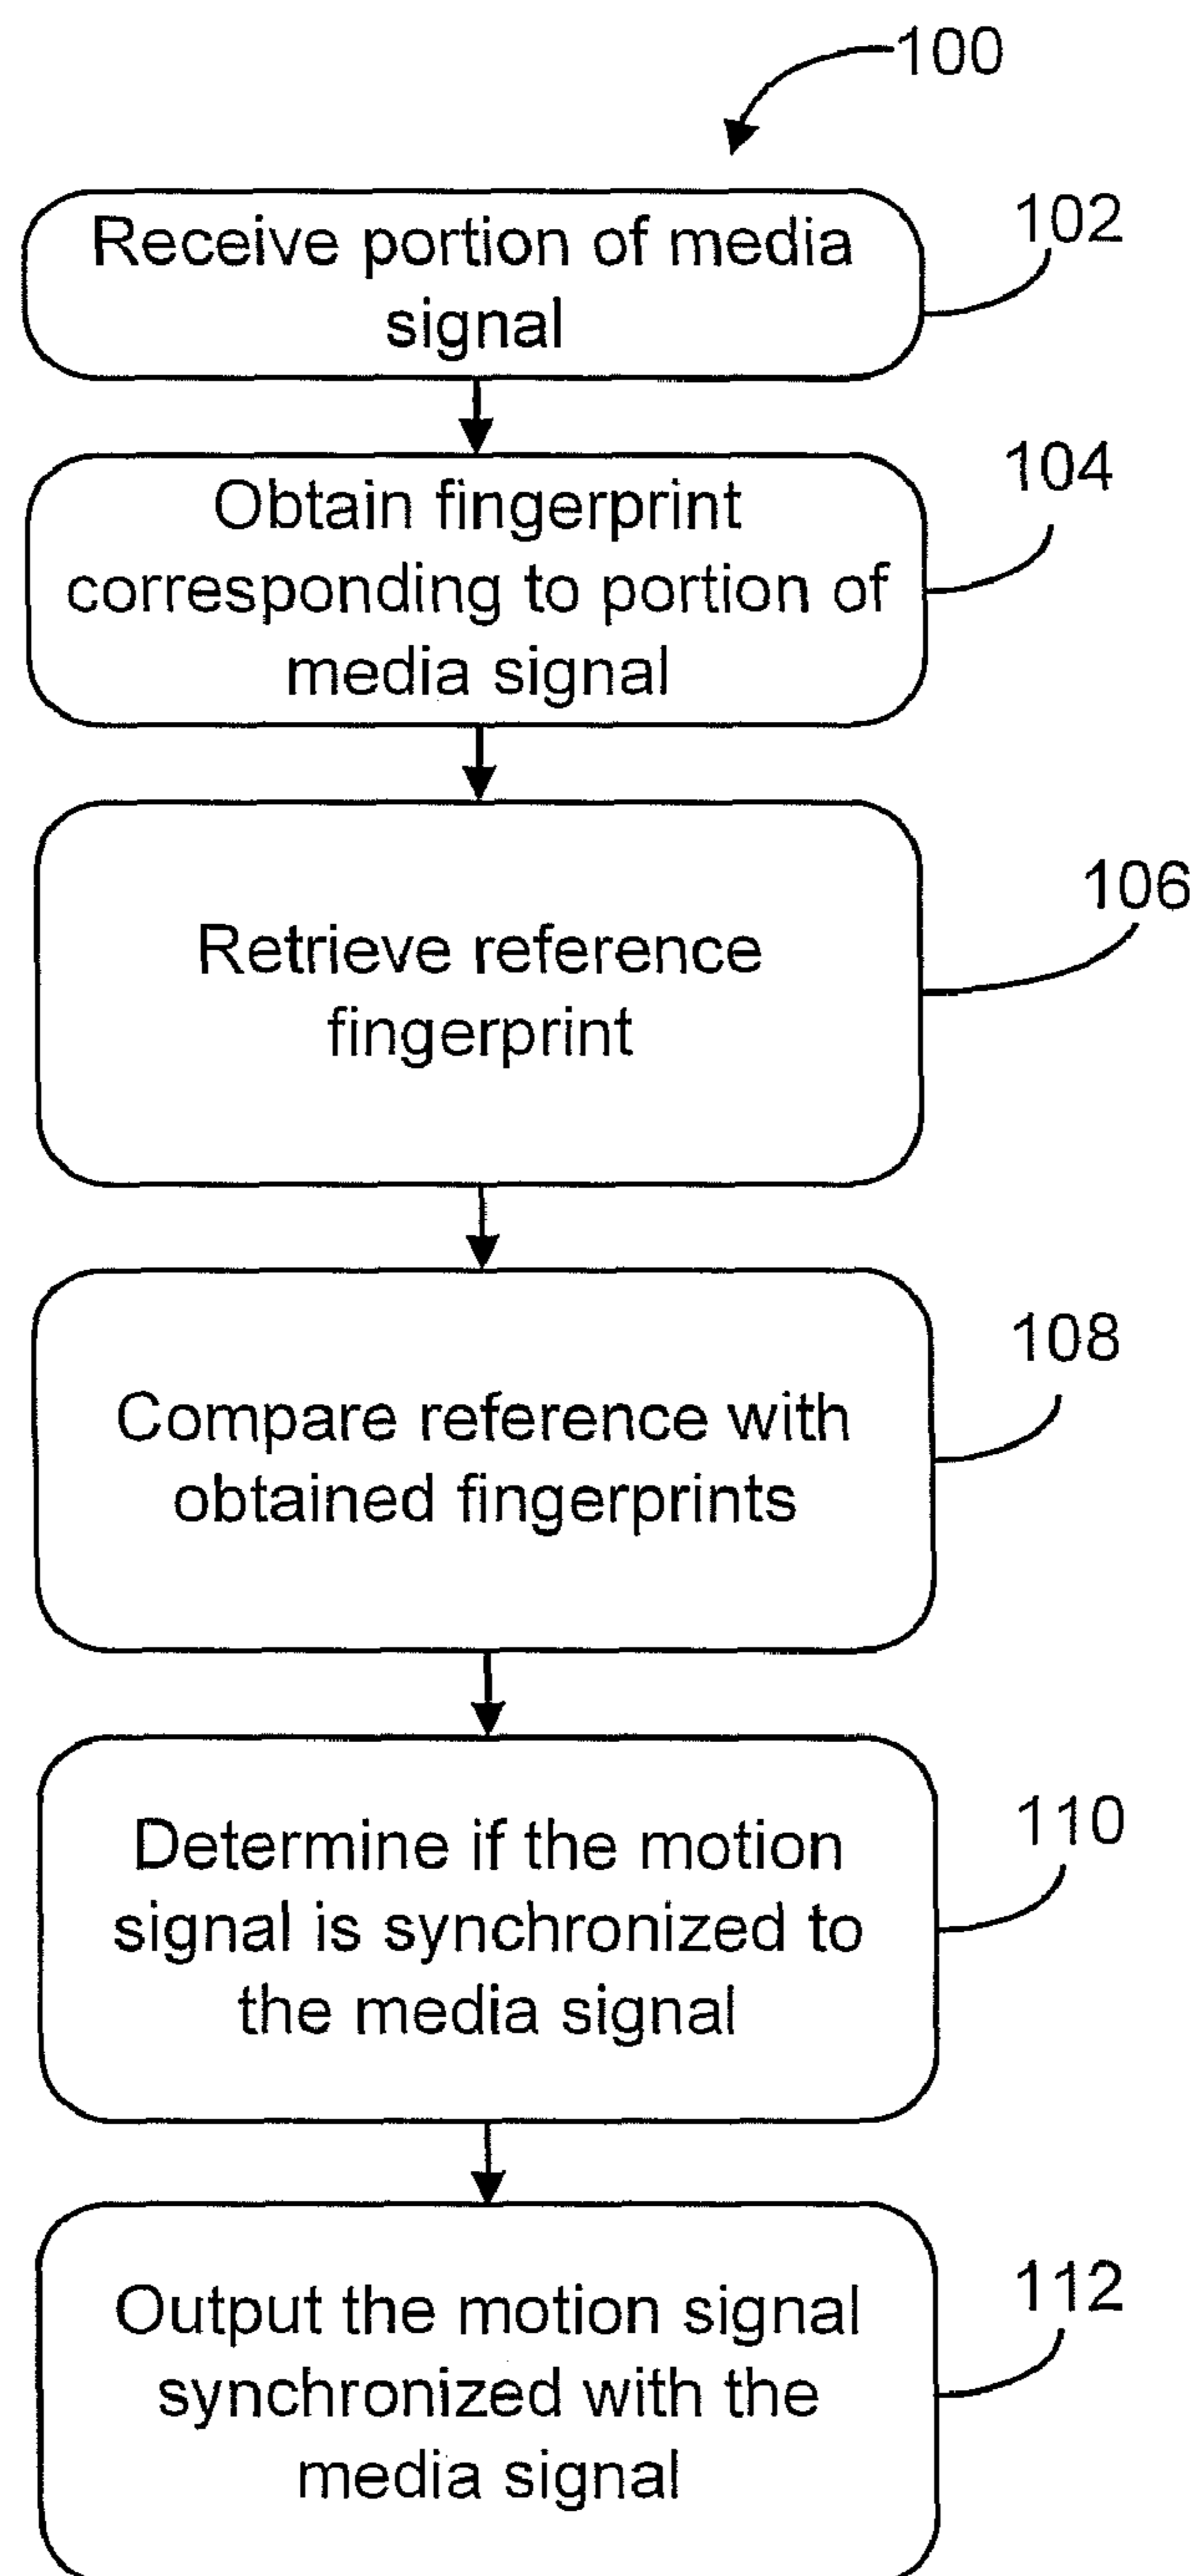 100
Receive portion of media
signal
102
Obtain fingerprint
corresponding to portion of
media signal
104
Retrieve reference
fingerprint
106
Compare reference with
obtained fingerprints
108
Determine if the motion
signal is synchronized to
the media signal
110
Output the motion signal
synchronized with the
media signal
112